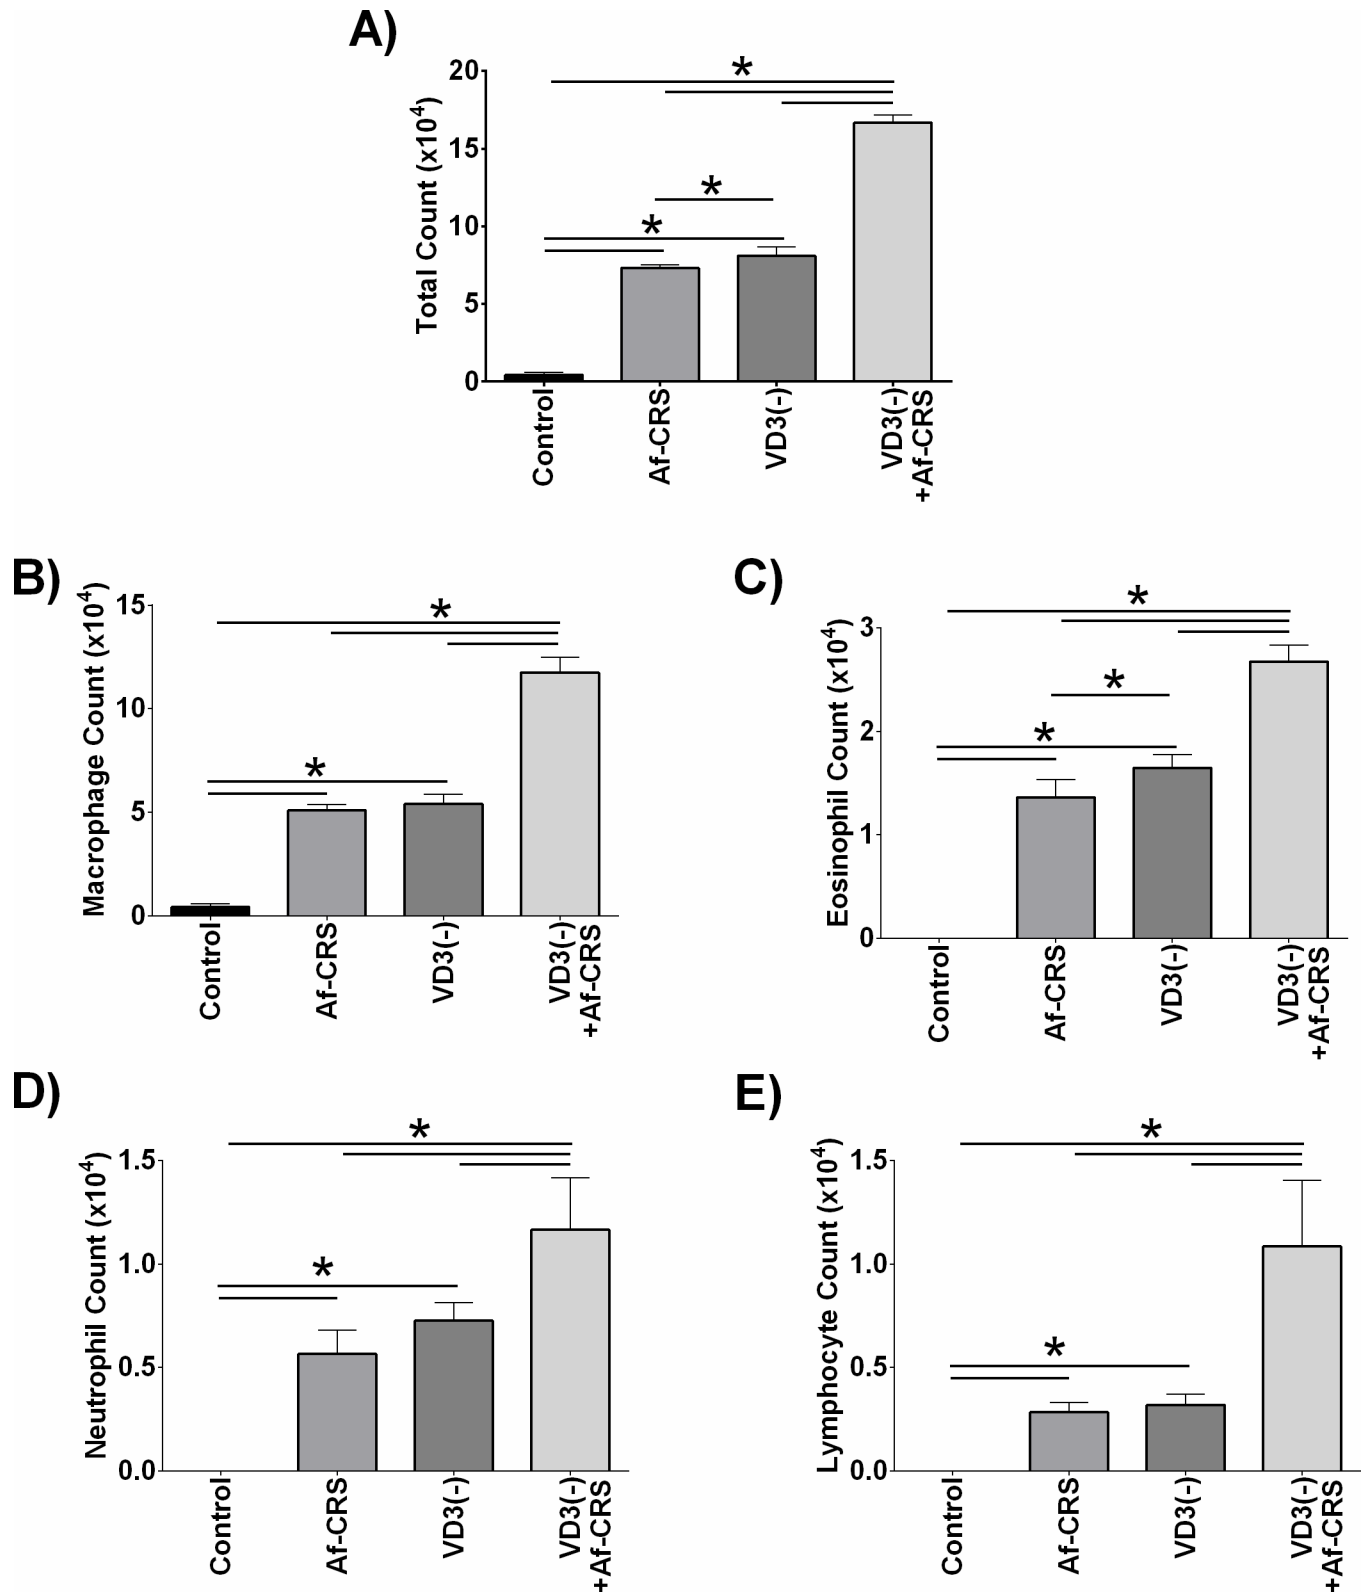 A)
Total Count (x10⁴)
20
15
10
5
0
*
*
*
Control
Af-CRS
VD3(-)
VD3(-)
+Af-CRS
B)
Macrophage Count (x10⁴)
15
10
5
0
*
*
Control
Af-CRS
VD3(-)
VD3(-)
+Af-CRS
C)
Eosinophil Count (x10⁴)
3
2
1
0
*
*
*
Control
Af-CRS
VD3(-)
VD3(-)
+Af-CRS
D)
Neutrophil Count (x10⁴)
1.5
1.0
0.5
0.0
*
*
Control
Af-CRS
VD3(-)
VD3(-)
+Af-CRS
E)
Lymphocyte Count (x10⁴)
1.5
1.0
0.5
0.0
*
*
Control
Af-CRS
VD3(-)
VD3(-)
+Af-CRS